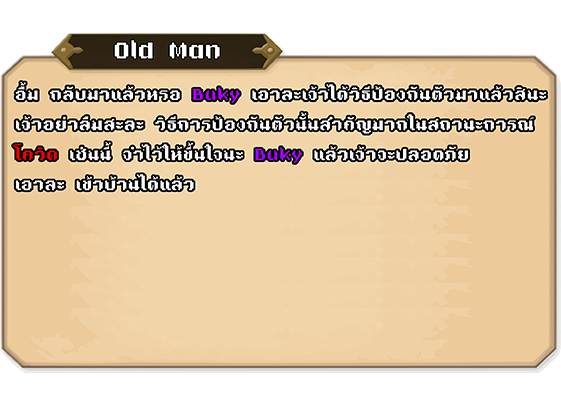 Old Man
อื้ม กลับมาแล้วหรอ Buky เอาละเจ้าได้วิธีป้องกันตัวมาแล้วสินะ
เจ้าอย่าลืมสะละ วิธีการป้องกันตัวนั้นสำคัญมากในสถานะการณ์
โควิด เช่นนี้ จำไว้ให้ขึ้นใจนะ Buky แล้วเจ้าจะปลอดภัย
เอาละ เข้าบ้านได้แล้ว